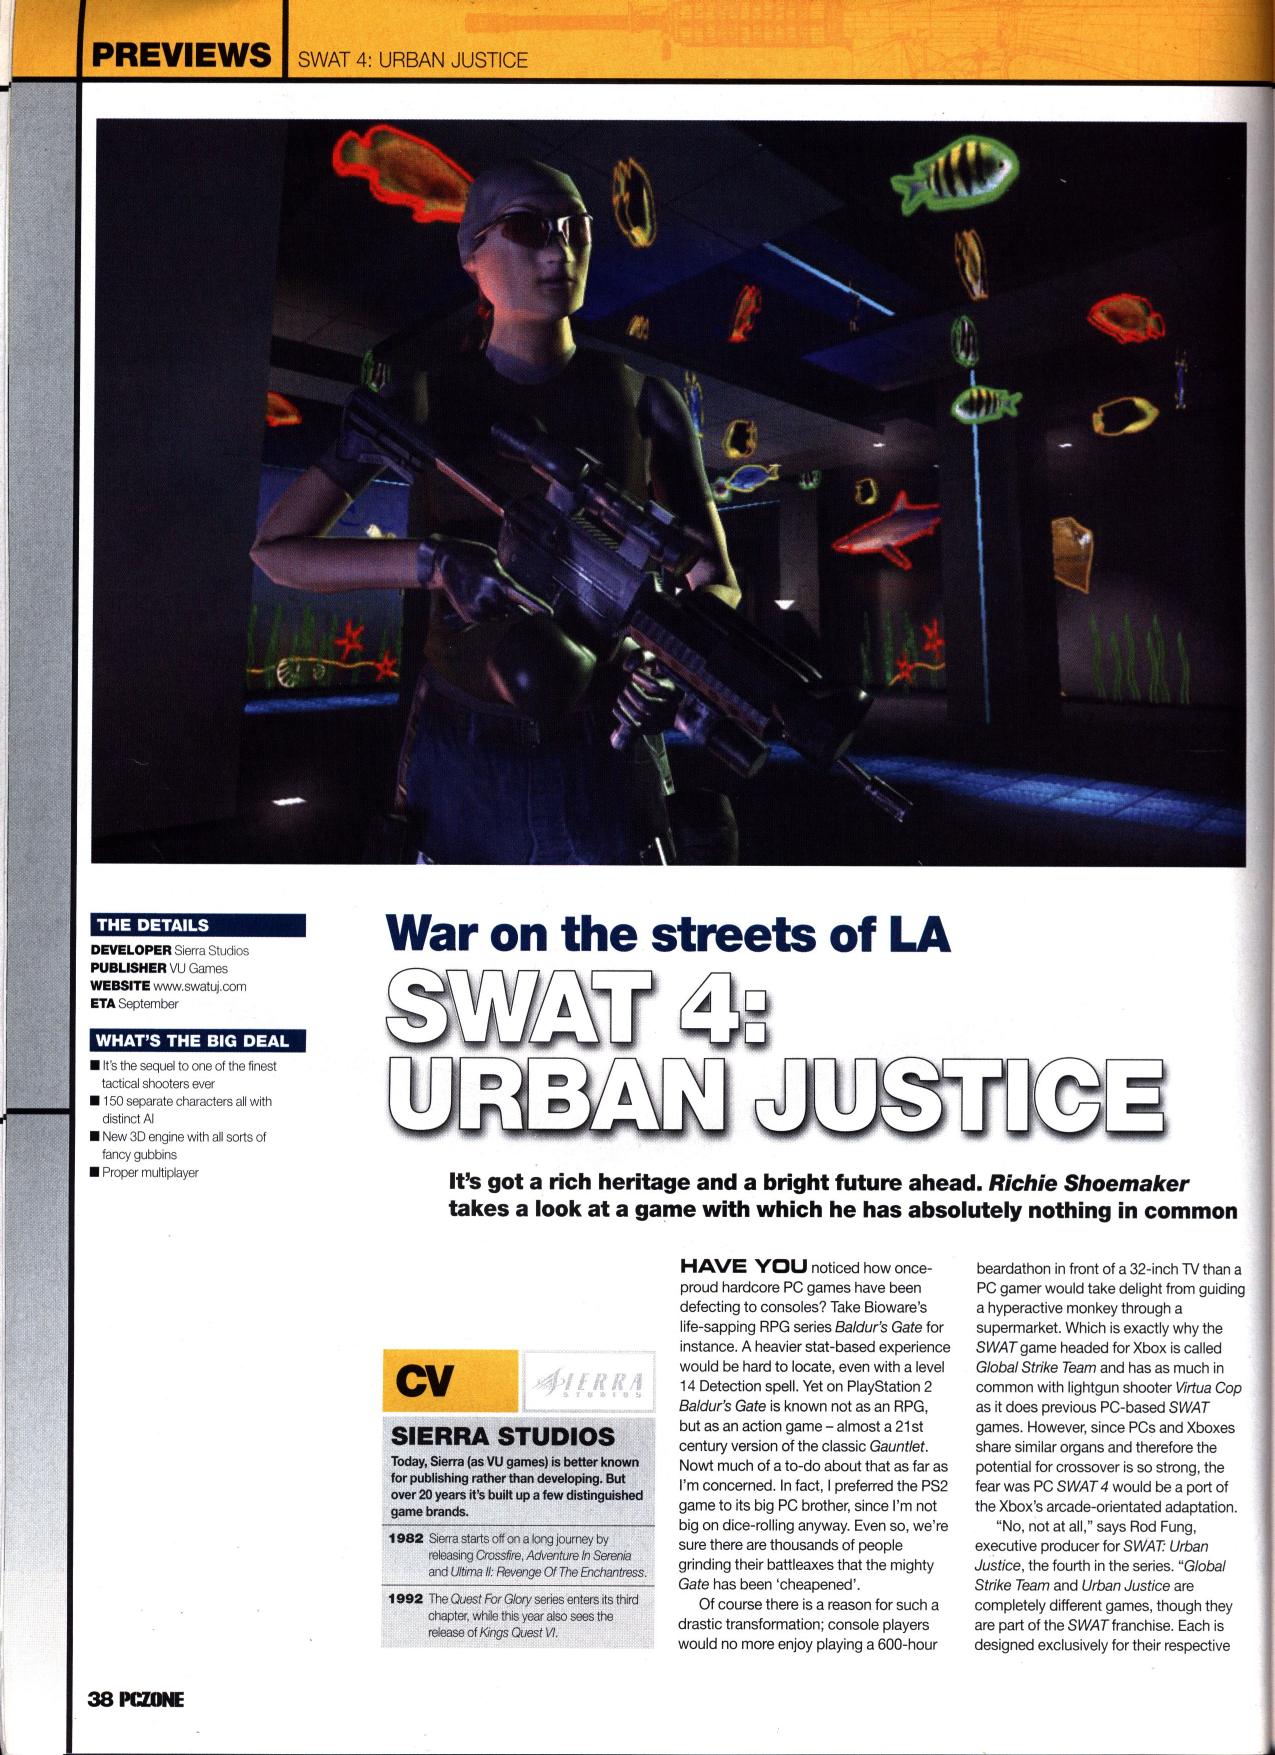 PREVIEWS
SWAT 4: URBAN JUSTICE
THE DETAILS
DEVELOPER Sierra Studios
PUBLISHER VU Games
WEBSITE www.swatuj.com
ETA September
WHAT'S THE BIG DEAL
■ It's the sequel to one of the finest
tactical shooters ever
■ 150 separate characters all with
distinct AI
■ New 3D engine with all sorts of
fancy gubbins
■ Proper multiplayer
War on the streets of LA
SWAT 4:
URBAN JUSTICE
It's got a rich heritage and a bright future ahead. Richie Shoemaker
takes a look at a game with which he has absolutely nothing in common
CV
SIERRA
STUDIOS
SIERRA STUDIOS
Today, Sierra (as VU games) is better known
for publishing rather than developing. But
over 20 years it's built up a few distinguished
game brands.
1982 Sierra starts off on a long journey by
releasing Crossfire, Adventure In Serenia
and Ultima II: Revenge Of The Enchantress.
1992 The Quest For Glory series enters its third
chapter, while this year also sees the
release of Kings Quest VI.
HAVE YOU noticed how once-
proud hardcore PC games have been
defecting to consoles? Take Bioware's
life-sapping RPG series Baldur's Gate for
instance. A heavier stat-based experience
would be hard to locate, even with a level
14 Detection spell. Yet on PlayStation 2
Baldur's Gate is known not as an RPG,
but as an action game – almost a 21st
century version of the classic Gauntlet.
Nowt much of a to-do about that as far as
I'm concerned. In fact, I preferred the PS2
game to its big PC brother, since I'm not
big on dice-rolling anyway. Even so, we're
sure there are thousands of people
grinding their battleaxes that the mighty
Gate has been 'cheapened'.
Of course there is a reason for such a
drastic transformation; console players
would no more enjoy playing a 600-hour
beardathon in front of a 32-inch TV than a
PC gamer would take delight from guiding
a hyperactive monkey through a
supermarket. Which is exactly why the
SWAT game headed for Xbox is called
Global Strike Team and has as much in
common with lightgun shooter Virtua Cop
as it does previous PC-based SWAT
games. However, since PCs and Xboxes
share similar organs and therefore the
potential for crossover is so strong, the
fear was PC SWAT 4 would be a port of
the Xbox's arcade-orientated adaptation.
"No, not at all," says Rod Fung,
executive producer for SWAT: Urban
Justice, the fourth in the series. "Global
Strike Team and Urban Justice are
completely different games, though they
are part of the SWAT franchise. Each is
designed exclusively for their respective
38 PCZONE